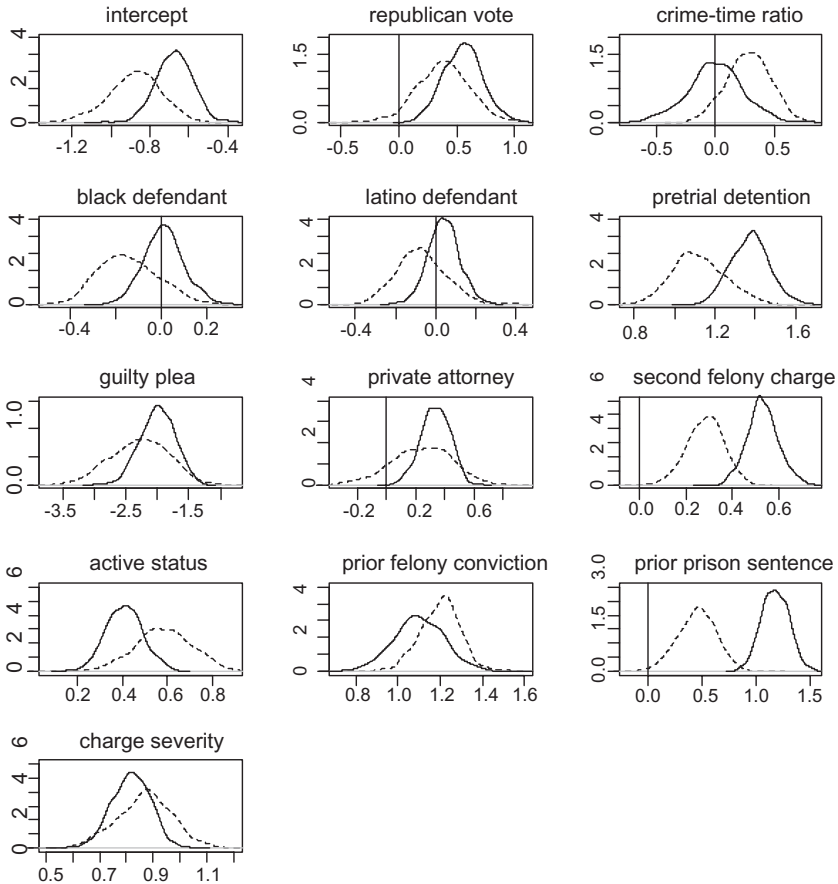 intercept
0 2 4
-1.2 -0.8 -0.4
republican vote
0.0 1.5
-0.5 0.0 0.5 1.0
crime-time ratio
0.0 1.5
-0.5 0.0 0.5
black defendant
0 2 4
-0.4 0.0 0.2
latino defendant
0 2 4
-0.4 0.0 0.4
pretrial detention
0 2 4
0.8 1.2 1.6
guilty plea
0.0 1.0
-3.5 -2.5 -1.5
private attorney
0 2 4
-0.2 0.2 0.6
second felony charge
0 2 4 6
0.0 0.2 0.4 0.6
active status
0 2 4 6
0.2 0.4 0.6 0.8
prior felony conviction
0 2 4
0.8 1.0 1.2 1.4 1.6
prior prison sentence
0.0 1.5 3.0
0.0 0.5 1.0 1.5
charge severity
0 2 4 6
0.5 0.7 0.9 1.1